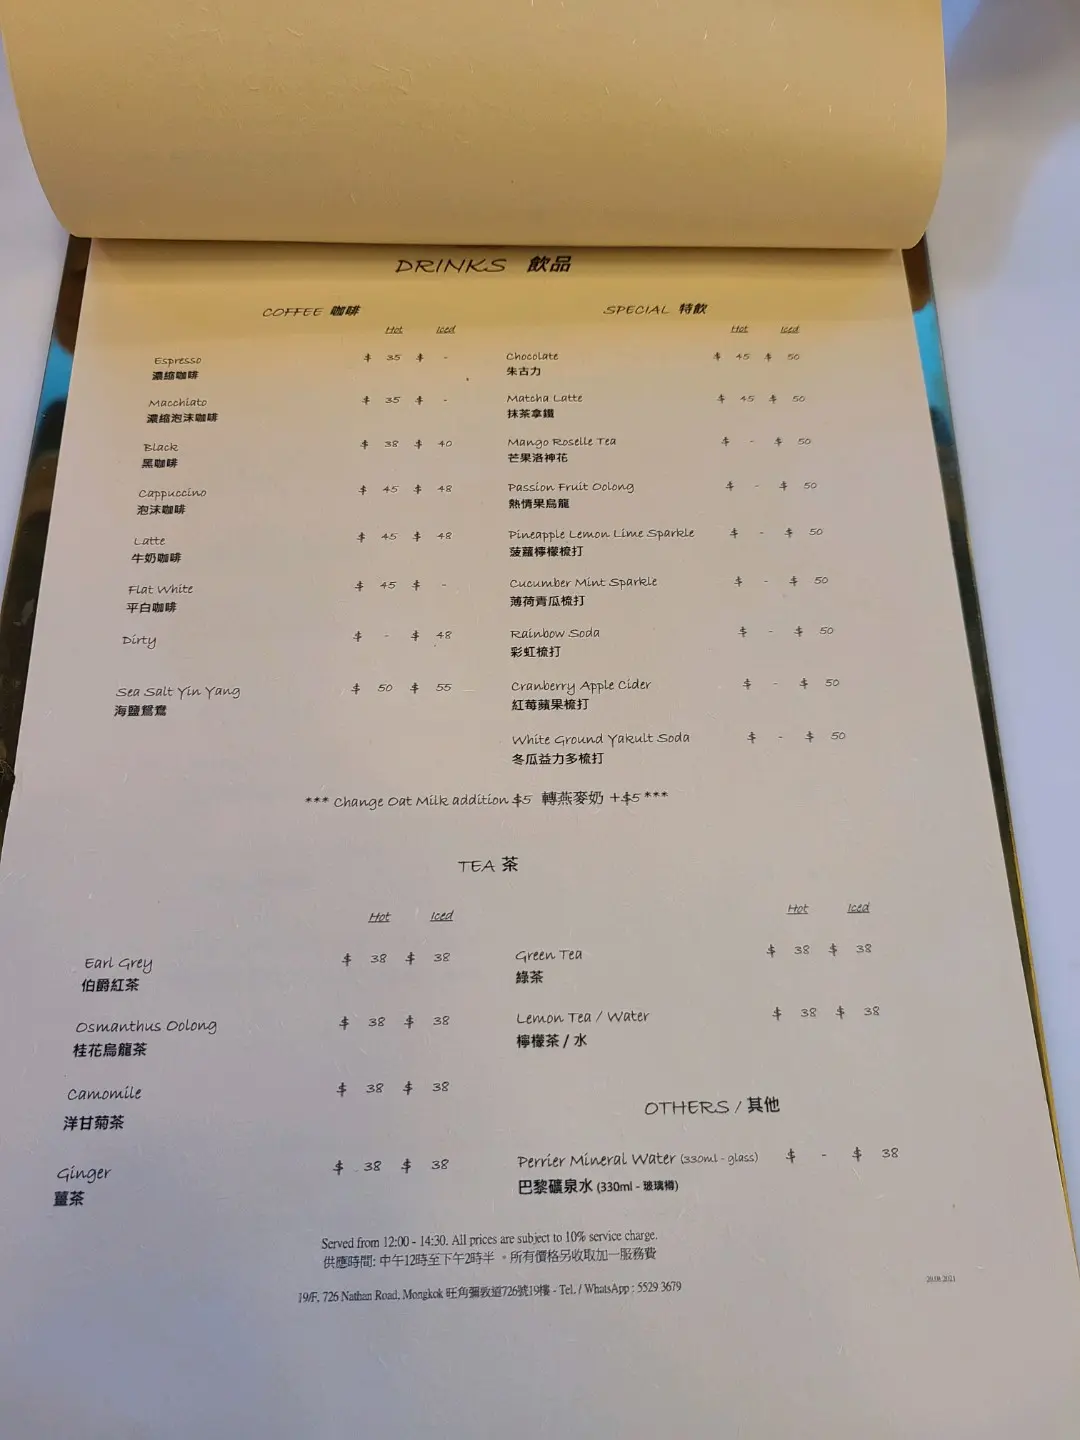 DRINKS 飲品
COFFEE 咖啡
Hot Iced
Espresso $ 35 $ -
濃縮咖啡
Macchiato $ 35 $ -
濃縮泡沫咖啡
Black $ 38 $ 40
黑咖啡
Cappuccino $ 45 $ 48
泡沫咖啡
Latte $ 45 $ 48
牛奶咖啡
Flat White $ 45 $ -
平白咖啡
Dirty $ - $ 48
Sea Salt Yin Yang $ 50 $ 55
海鹽鴛鴦
SPECIAL 特飲
Hot Iced
Chocolate $ 45 $ 50
朱古力
Matcha Latte $ 45 $ 50
抹茶拿鐵
Mango Roselle Tea $ - $ 50
芒果洛神花
Passion Fruit Oolong $ - $ 50
熱情果烏龍
Pineapple Lemon Lime Sparkle $ - $ 50
菠蘿檸檬梳打
Cucumber Mint Sparkle $ - $ 50
薄荷青瓜梳打
Rainbow Soda $ - $ 50
彩虹梳打
Cranberry Apple Cider $ - $ 50
紅莓蘋果梳打
White Ground Yakult Soda $ - $ 50
冬瓜益力多梳打
*** Change Oat Milk addition $5 轉燕麥奶 +$5 ***
TEA 茶
Hot Iced
Earl Grey $ 38 $ 38
伯爵紅茶
Osmanthus Oolong $ 38 $ 38
桂花烏龍茶
Camomile $ 38 $ 38
洋甘菊茶
Ginger $ 38 $ 38
薑茶
Hot Iced
Green Tea $ 38 $ 38
綠茶
Lemon Tea / Water $ 38 $ 38
檸檬茶 / 水
OTHERS / 其他
Perrier Mineral Water (330ml - glass) $ - $ 38
巴黎礦泉水 (330ml - 玻璃樽)
Served from 12:00 - 14:30. All prices are subject to 10% service charge.
供應時間: 中午12時至下午2時半 。所有價格另收取加一服務費
19/F, 726 Nathan Road, Mongkok 旺角彌敦道726號19樓 - Tel. / WhatsApp : 5529 3679
20.08.2021